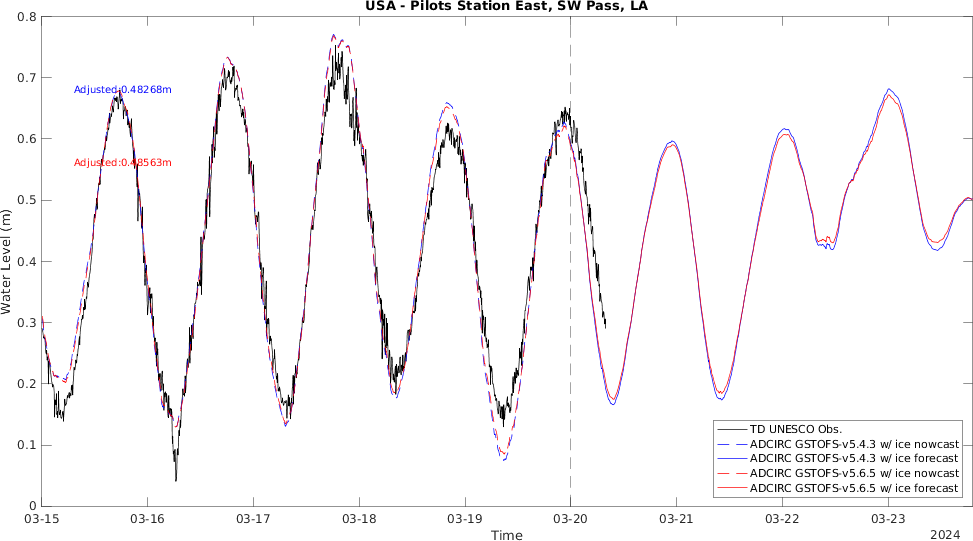 USA - Pilots Station East, SW Pass, LA
0.8
0.7
0.6
0.5
0.4
0.3
0.2
0.1
0
Water Level (m)
Adjusted:0.48268m
Adjusted:0.48563m
TD UNESCO Obs.
ADCIRC GSTOFS-v5.4.3 w/ ice nowcast
ADCIRC GSTOFS-v5.4.3 w/ ice forecast
ADCIRC GSTOFS-v5.6.5 w/ ice nowcast
ADCIRC GSTOFS-v5.6.5 w/ ice forecast
03-15 03-16 03-17 03-18 03-19 03-20 03-21 03-22 03-23
Time
2024